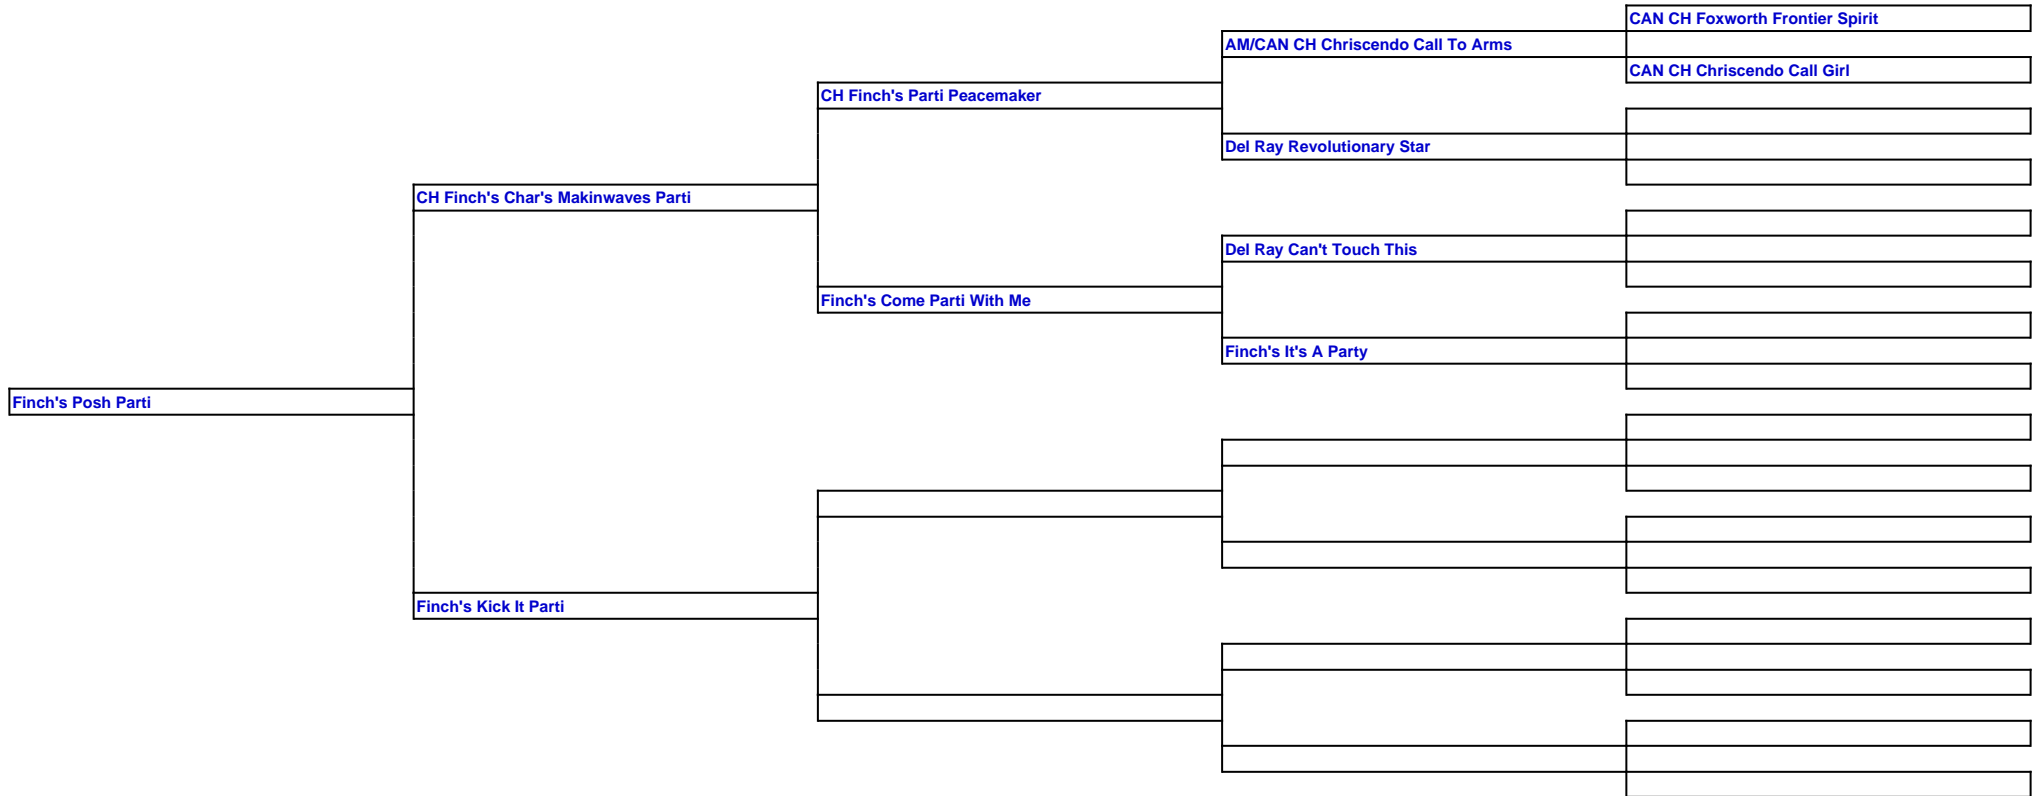 CAN CH Foxworth Frontier Spirit
AM/CAN CH Chriscendo Call To Arms
CAN CH Chriscendo Call Girl
CH Finch's Parti Peacemaker
Del Ray Revolutionary Star
CH Finch's Char's Makinwaves Parti
Del Ray Can't Touch This
Finch's Come Parti With Me
Finch's It's A Party
Finch's Posh Parti
Finch's Kick It Parti